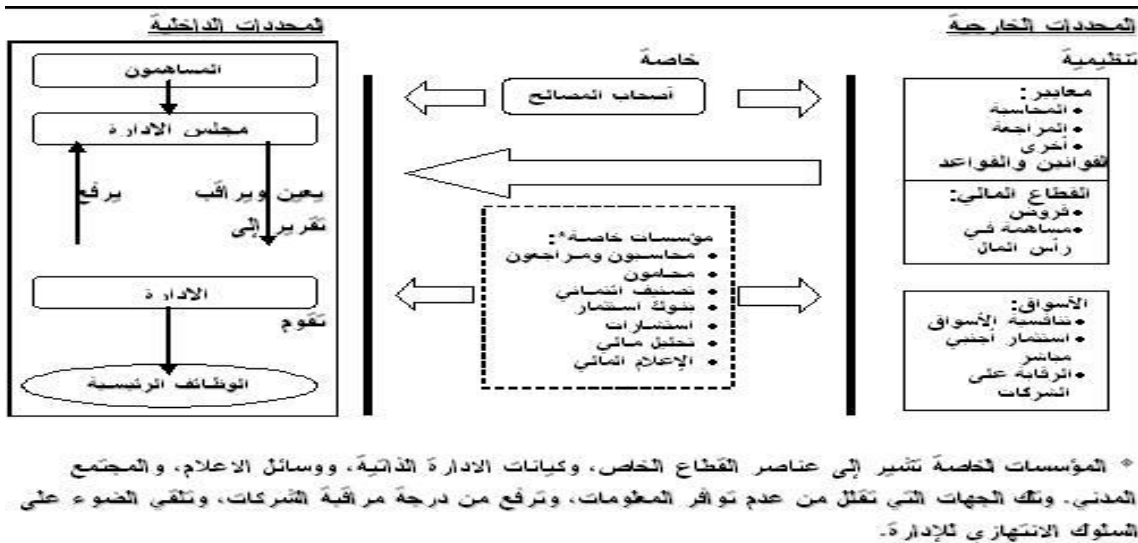 المحددات الخارجية
المحددات الداخلية
تنظيمية
معايير:
•المحاسبة
•المراجعة
•أخرى
القوانين والقواعد
القطاع المالي:
•قروض
•مساهمة في
رأس المال
الأسواق:
•تنافسية الأسواق
•استثمار أجنبي
مباشر
•الرقابة على
الشركات
خاصة
أصحاب المصالح
مؤسسات خاصة*:
• محاسبون ومراجعون
• محامون
• تصنيف ائتماني
• بنوك استثمار
• استشارات
• تحليل مالي
• الإعلام المالي
المساهمون
مجلس الادارة
يعين ويراقب
يرفع
تقرير إلى
الادارة
تقوم
الوظائف الرئيسية
* المؤسسات الخاصة تشير إلى عناصر القطاع الخاص، وكيانات الادارة الذاتية، ووسائل الاعلام، والمجتمع
المدني. وتلك الجهات التي تقلل من عدم توافر المعلومات، وترفع من درجة مراقبة الشركات، وتلقي الضوء على
السلوك الانتهازي للإدارة.